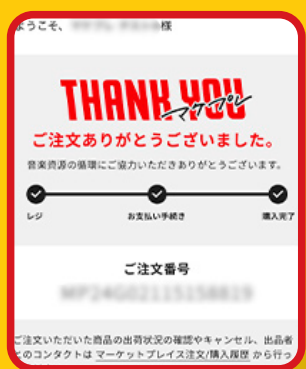 ようこそ、 様
THANK YOU
マケプレ
ご注文ありがとうございました。
音楽資源の循環にご協力いただきありがとうございます。
レジ お支払い手続き 購入完了
ご注文番号
ご注文いただいた商品の出荷状況の確認やキャンセル、出品者
とのコンタクトは マーケットプレイス注文/購入履歴 から行っ